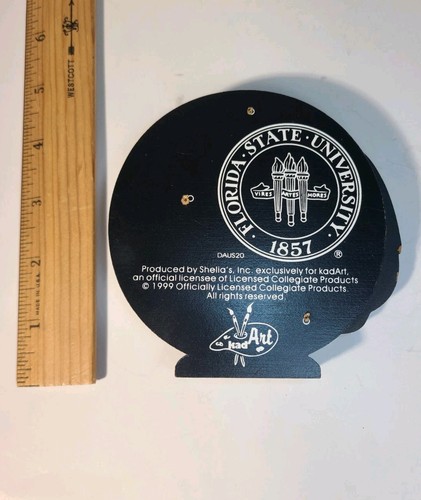 FLORIDA · STATE · UNIVERSITY ·
VIRES ARTES MORES
1857
®
DAUS20
Produced by Shelia's, Inc. exclusively for kadArt,
an official licensee of Licensed Collegiate Products
© 1999 Officially Licensed Collegiate Products.
All rights reserved.
kad Art
WESTCOTT
MADE IN U.S.A.
1
2
3
4
5
6